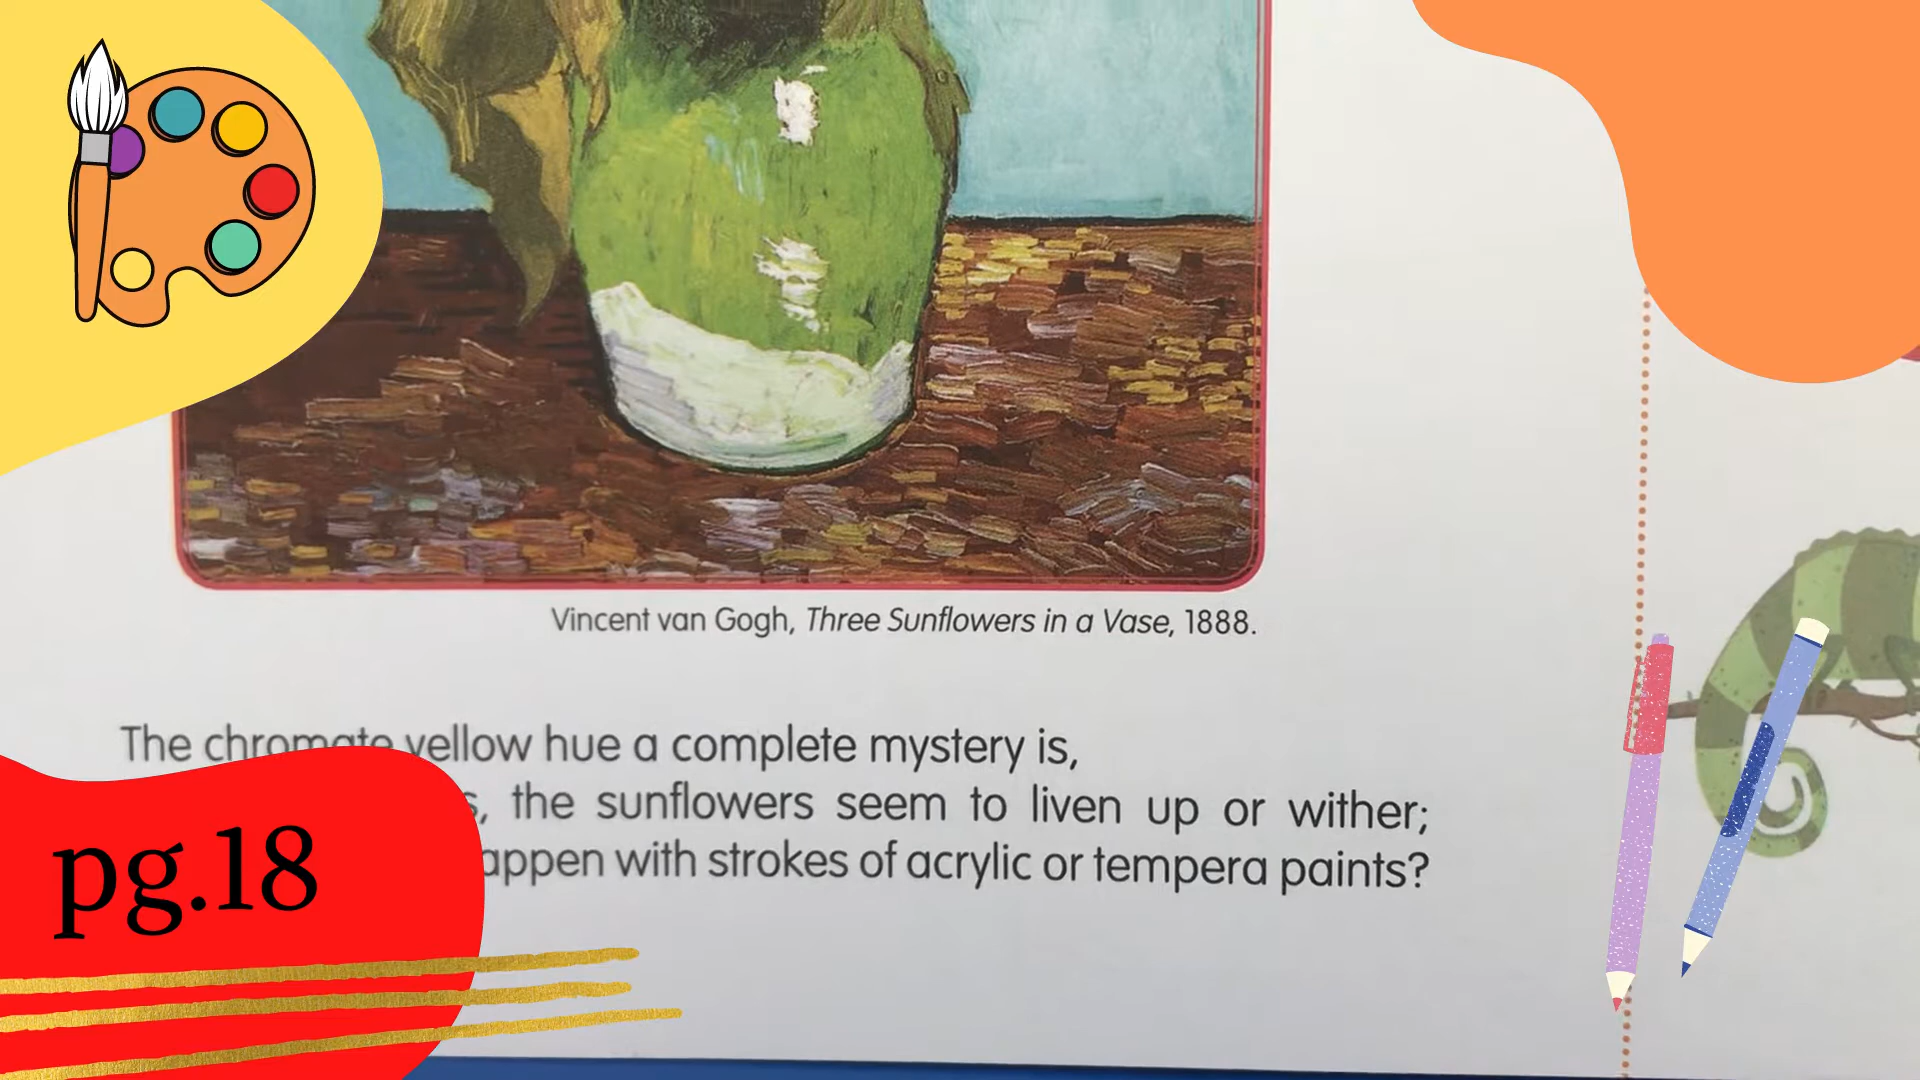 Vincent van Gogh, Three Sunflowers in a Vase, 1888.
The chromate yellow hue a complete mystery is,
the sunflowers seem to liven up or wither;
with strokes of acrylic or tempera paints?
pg.18